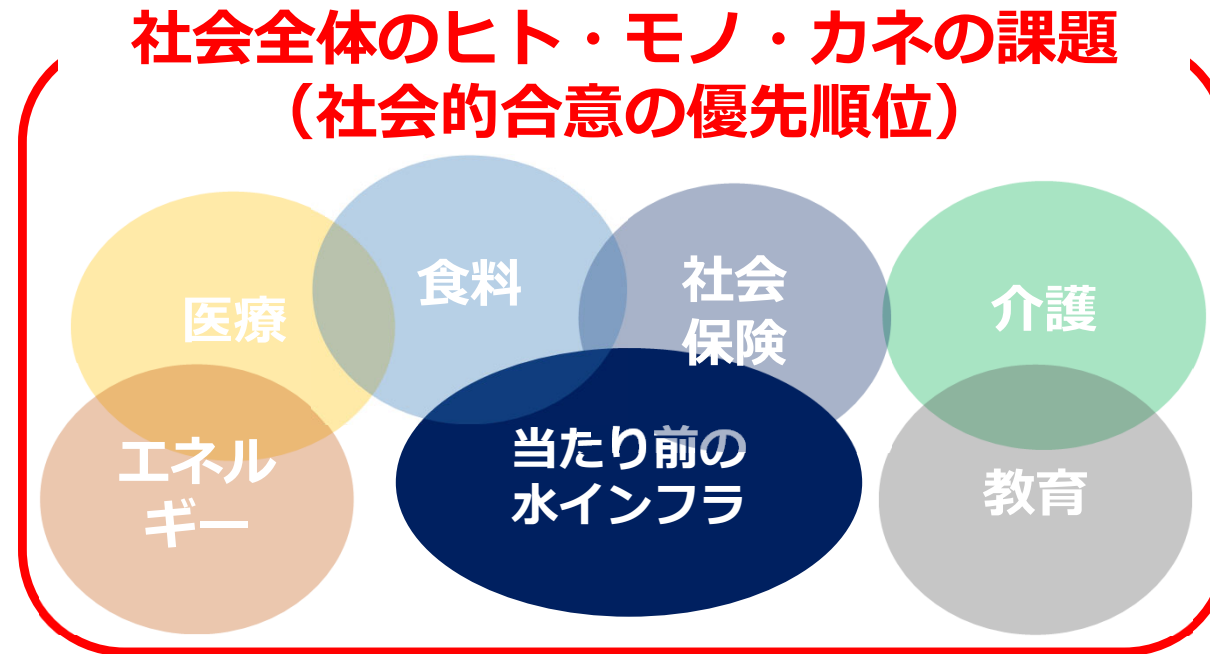 社会全体のヒト・モノ・カネの課題
（社会的合意の優先順位）
医療
食料
社会
保険
介護
エネル
ギー
当たり前の
水インフラ
教育